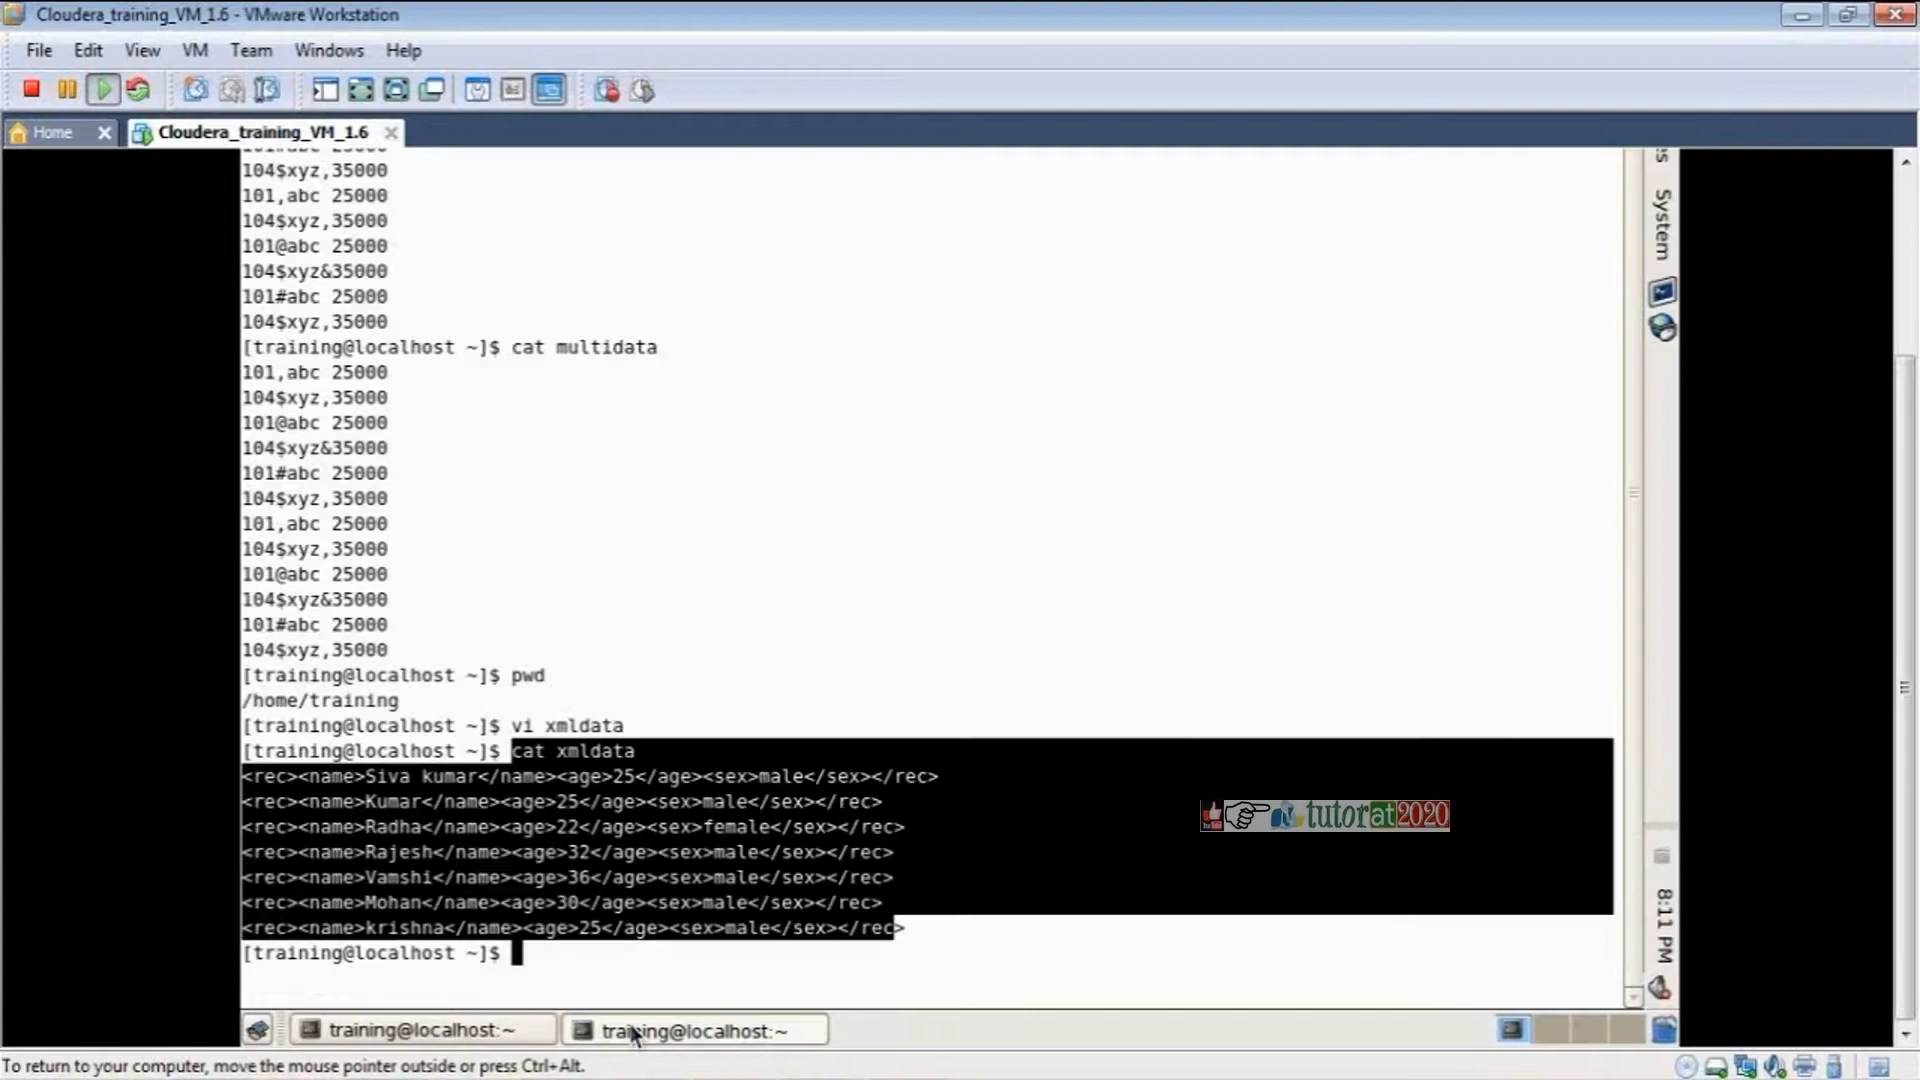 Cloudera_training_VM_1.6 - VMware Workstation
File Edit View VM Team Windows Help
Home Cloudera_training_VM_1.6
104$xyz,35000
101,abc 25000
104$xyz,35000
101@abc 25000
104$xyz&35000
101#abc 25000
104$xyz,35000
[training@localhost ~]$ cat multidata
101,abc 25000
104$xyz,35000
101@abc 25000
104$xyz&35000
101#abc 25000
104$xyz,35000
101,abc 25000
104$xyz,35000
101@abc 25000
104$xyz&35000
101#abc 25000
104$xyz,35000
[training@localhost ~]$ pwd
/home/training
[training@localhost ~]$ vi xmldata
[training@localhost ~]$ cat xmldata
<rec><name>Siva kumar</name><age>25</age><sex>male</sex></rec>
<rec><name>Kumar</name><age>25</age><sex>male</sex></rec>
<rec><name>Radha</name><age>22</age><sex>female</sex></rec>
<rec><name>Rajesh</name><age>32</age><sex>male</sex></rec>
<rec><name>Vamshi</name><age>36</age><sex>male</sex></rec>
<rec><name>Mohan</name><age>30</age><sex>male</sex></rec>
<rec><name>krishna</name><age>25</age><sex>male</sex></rec>
[training@localhost ~]$
System
tutorat2020
8:11 PM
training@localhost:~ training@localhost:~
To return to your computer, move the mouse pointer outside or press Ctrl+Alt.